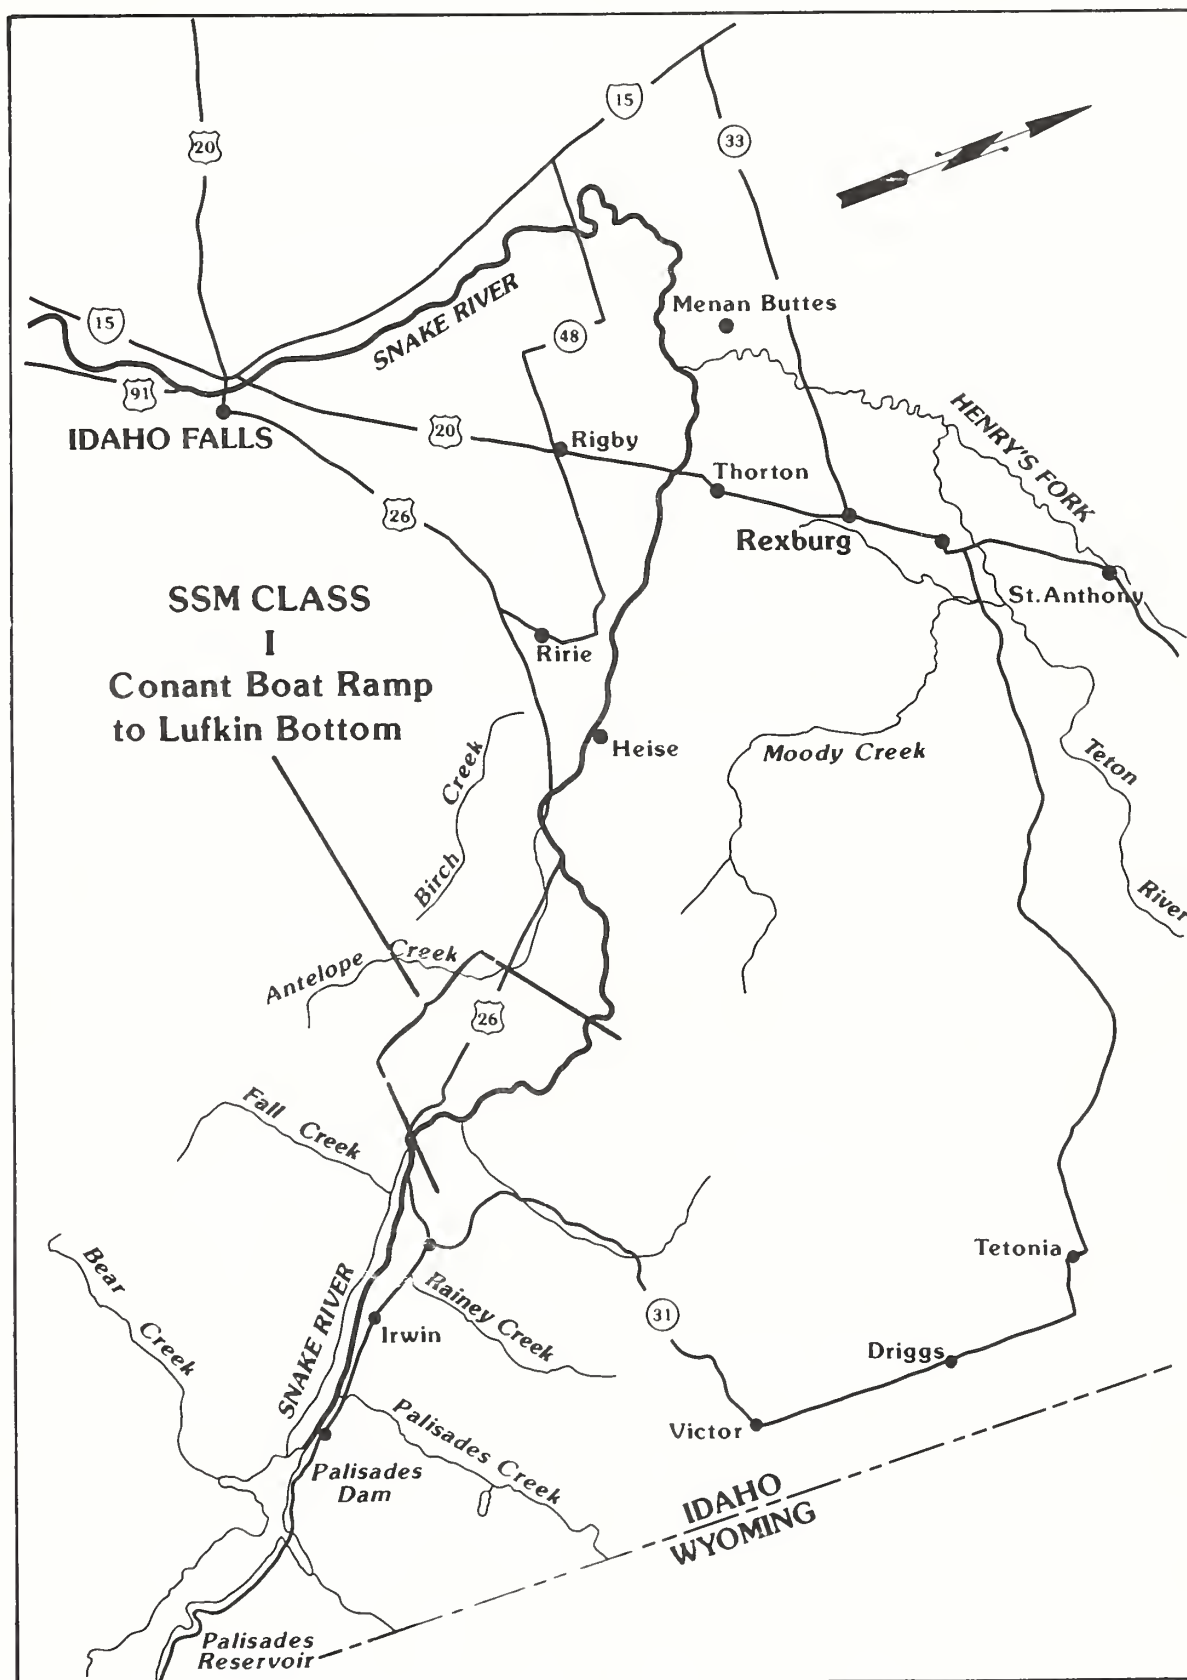 20
15
33
Menan Buttes
SNAKE RIVER
15
48
91
20
IDAHO FALLS
Rigby
HENRY'S FORK
Thorton
26
Rexburg
St. Anthony
SSM CLASS
I
Conant Boat Ramp
to Lufkin Bottom
Ririe
Heise
Moody Creek
Teton
River
Birch Creek
Antelope Creek
26
Fall Creek
Bear Creek
Tetonia
SNAKE RIVER
Rainey Creek
31
Irwin
Driggs
Palisades Creek
Victor
Palisades
Dam
IDAHO
WYOMING
Palisades
Reservoir